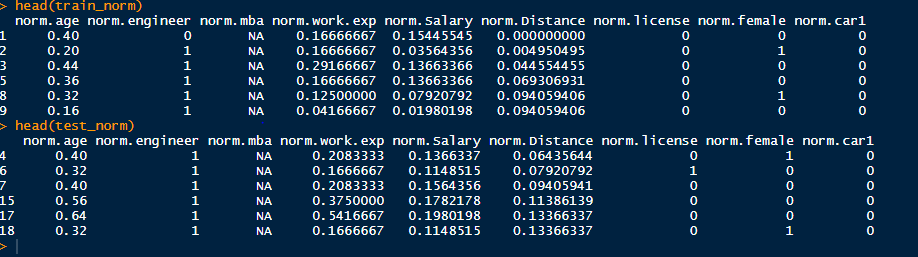 > head(train_norm)
norm.age norm.engineer norm.mba norm.work.exp norm.Salary norm.Distance norm.license norm.female norm.car1
1 0.40 0 NA 0.16666667 0.15445545 0.000000000 0 0 0
2 0.20 1 NA 0.16666667 0.03564356 0.004950495 0 1 0
3 0.44 1 NA 0.29166667 0.13663366 0.044554455 0 0 0
5 0.36 1 NA 0.16666667 0.13663366 0.069306931 0 0 0
8 0.32 1 NA 0.12500000 0.07920792 0.094059406 0 1 0
9 0.16 1 NA 0.04166667 0.01980198 0.094059406 0 0 0
> head(test_norm)
norm.age norm.engineer norm.mba norm.work.exp norm.Salary norm.Distance norm.license norm.female norm.car1
4 0.40 1 NA 0.2083333 0.1366337 0.06435644 0 1 0
6 0.32 1 NA 0.1666667 0.1148515 0.07920792 1 0 0
7 0.40 1 NA 0.2083333 0.1564356 0.09405941 0 0 0
15 0.56 1 NA 0.3750000 0.1782178 0.11386139 0 0 0
17 0.64 1 NA 0.5416667 0.1980198 0.13366337 0 0 0
18 0.32 1 NA 0.1666667 0.1148515 0.13366337 0 1 0
>